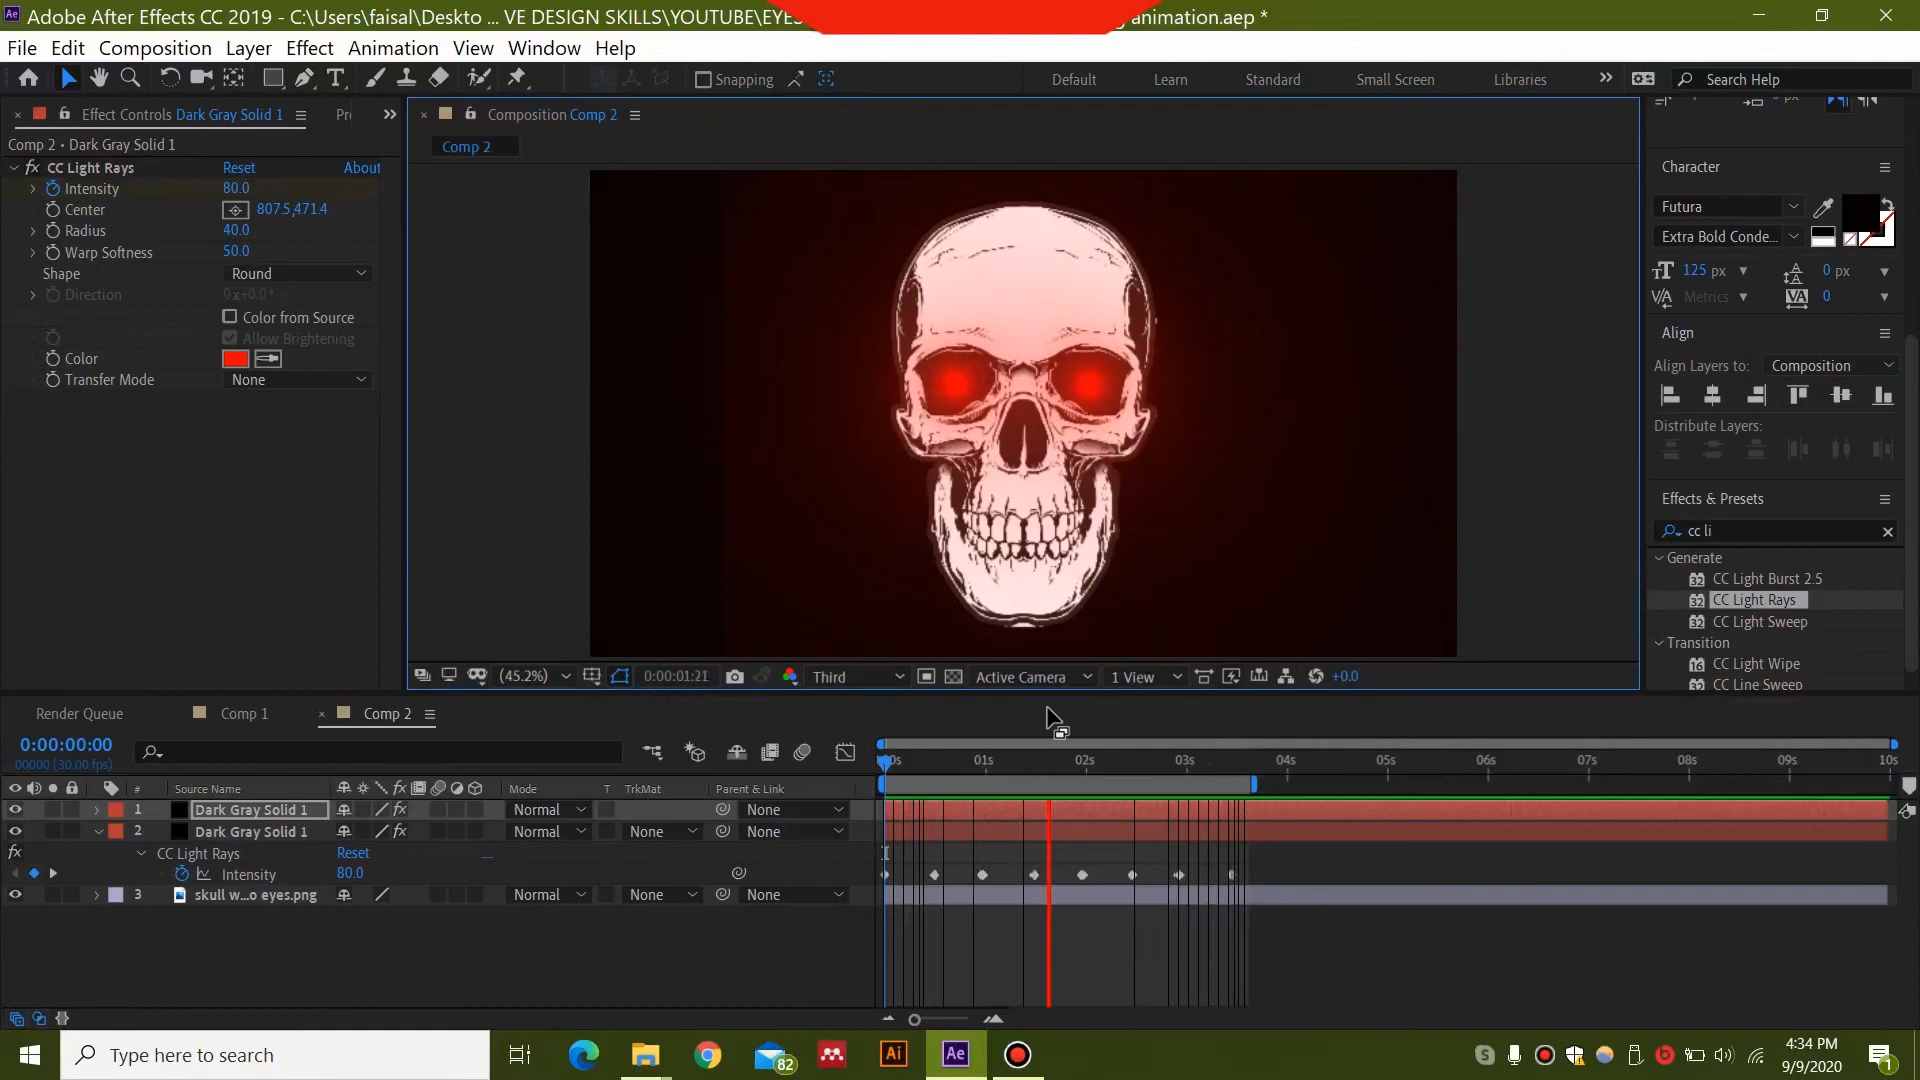 Adobe After Effects CC 2019 - C:\Users\faisal\Deskto ... VE DESIGN SKILLS\YOUTUBE\EYES animation.aep *
File Edit Composition Layer Effect Animation View Window Help
Snapping Default Learn Standard Small Screen Libraries Search Help
Effect Controls Dark Gray Solid 1
Comp 2 • Dark Gray Solid 1
CC Light Rays Reset About
Intensity 80.0
Center 807.5,471.4
Radius 40.0
Warp Softness 50.0
Shape Round
Direction 0x+0.0°
Color from Source
Allow Brightening
Color
Transfer Mode None
Composition Comp 2
Comp 2
(45.2%) 0:00:01:21 Third Active Camera 1 View +0.0
Character
Futura
Extra Bold Conde...
125 px 0 px
Metrics 0
Align
Align Layers to: Composition
Distribute Layers:
Effects & Presets
cc li
Generate
CC Light Burst 2.5
CC Light Rays
CC Light Sweep
Transition
CC Light Wipe
CC Line Sweep
Render Queue Comp 1 Comp 2
0:00:00:00
00000 (30.00 fps)
01s 02s 03s 04s 05s 06s 07s 08s 09s 10s
# Source Name Mode T TrkMat Parent & Link
1 Dark Gray Solid 1 Normal None
2 Dark Gray Solid 1 Normal None None
CC Light Rays Reset
Intensity 80.0
3 skull w...o eyes.png Normal None None
Type here to search
82
Ai
Ae
4:34 PM
9/9/2020
1